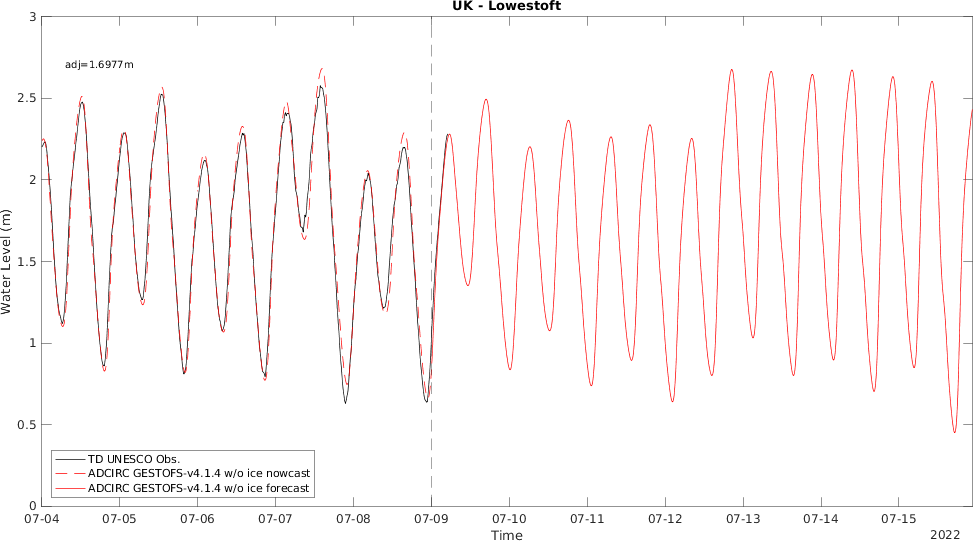 UK - Lowestoft
adj=1.6977m
Water Level (m)
3
2.5
2
1.5
1
0.5
0
TD UNESCO Obs.
ADCIRC GESTOFS-v4.1.4 w/o ice nowcast
ADCIRC GESTOFS-v4.1.4 w/o ice forecast
07-04 07-05 07-06 07-07 07-08 07-09 07-10 07-11 07-12 07-13 07-14 07-15
Time
2022